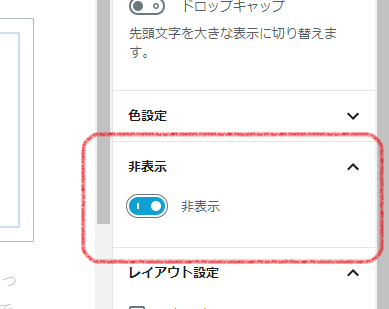 ドロップキャップ
先頭文字を大きな表示に切り替えま
す。
色設定
非表示
非表示
レイアウト設定
つ
で